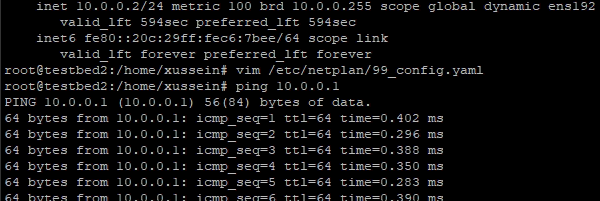 inet 10.0.0.2/24 metric 100 brd 10.0.0.255 scope global dynamic ens192
valid_lft 594sec preferred_lft 594sec
inet6 fe80::20c:29ff:fec6:7bee/64 scope link
valid_lft forever preferred_lft forever
root@testbed2:/home/xussein# vim /etc/netplan/99_config.yaml
root@testbed2:/home/xussein# ping 10.0.0.1
PING 10.0.0.1 (10.0.0.1) 56(84) bytes of data.
64 bytes from 10.0.0.1: icmp_seq=1 ttl=64 time=0.402 ms
64 bytes from 10.0.0.1: icmp_seq=2 ttl=64 time=0.296 ms
64 bytes from 10.0.0.1: icmp_seq=3 ttl=64 time=0.388 ms
64 bytes from 10.0.0.1: icmp_seq=4 ttl=64 time=0.350 ms
64 bytes from 10.0.0.1: icmp_seq=5 ttl=64 time=0.283 ms
64 bytes from 10.0.0.1: icmp_seq=6 ttl=64 time=0.390 ms